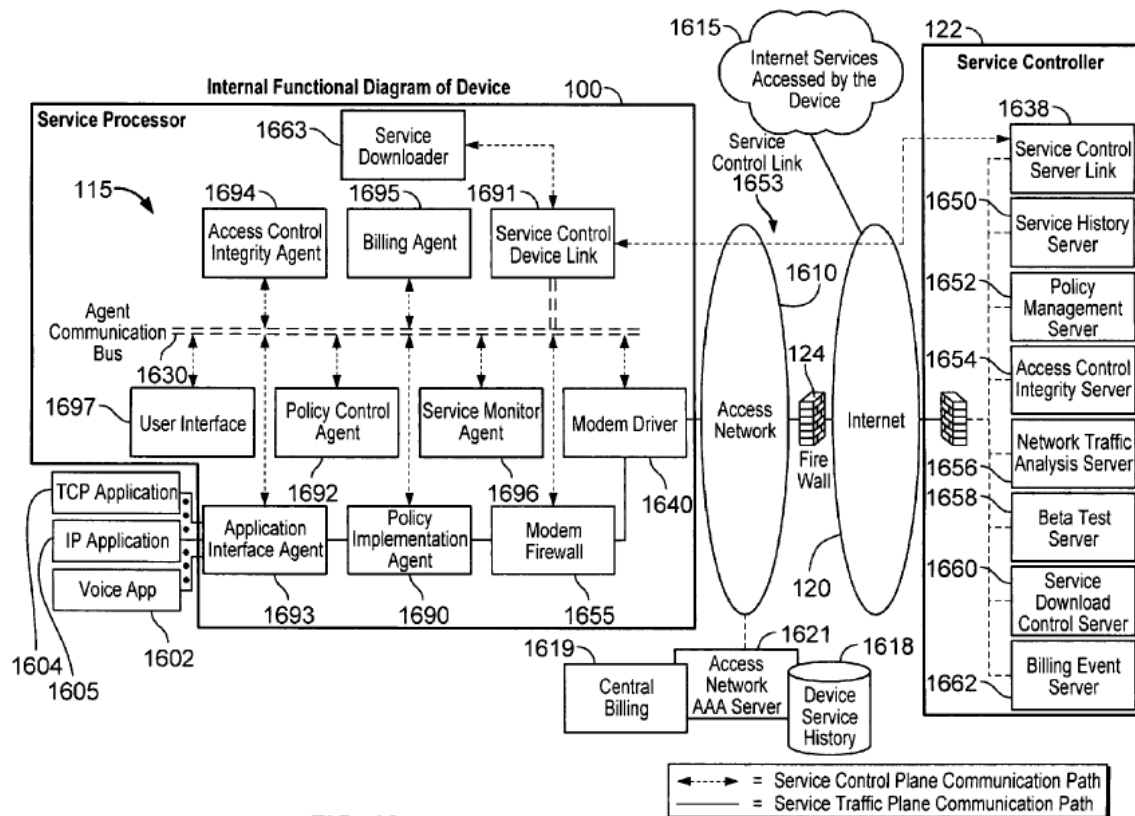 1615
Internet Services
Accessed by the
Device
122
Service Controller
Internal Functional Diagram of Device
100
Service Processor
1663
Service
Downloader
115
1694
Access Control
Integrity Agent
1695
Billing Agent
1691
Service Control
Device Link
Service
Control Link
1653
1638
Service Control
Server Link
1650
Service History
Server
1652
Policy
Management
Server
1654
Access Control
Integrity Server
1656
Network Traffic
Analysis Server
1658
Beta Test
Server
1660
Service
Download
Control Server
1662
Billing Event
Server
Agent
Communication
Bus
1630
1697
User Interface
Policy Control
Agent
1692
Service Monitor
Agent
1696
Modem Driver
1640
1610
Access
Network
124
Fire
Wall
Internet
120
TCP Application
IP Application
Voice App
1604
1605
1602
Application
Interface Agent
1693
Policy
Implementation
Agent
1690
Modem
Firewall
1655
1619
Central
Billing
1621
Access
Network
AAA Server
1618
Device
Service
History
= Service Control Plane Communication Path
= Service Traffic Plane Communication Path